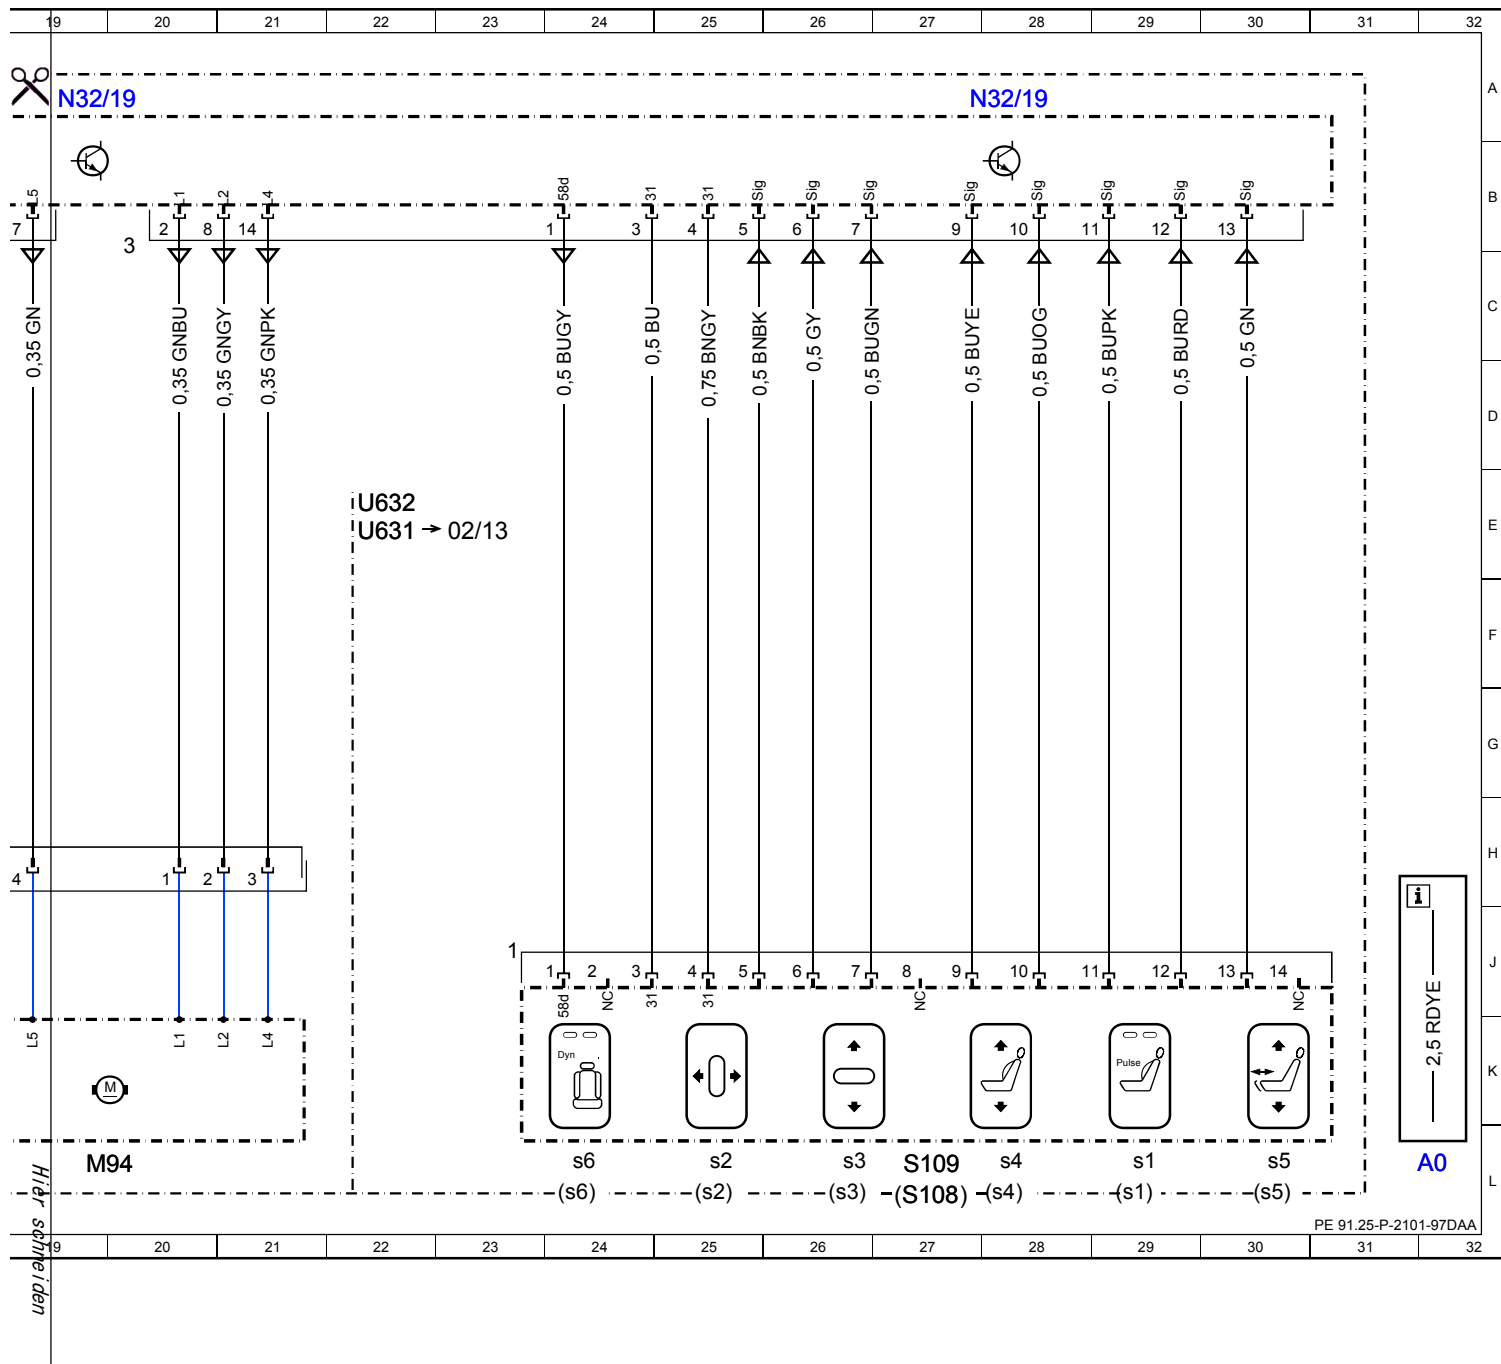 19 20 21 22 23 24 25 26 27 28 29 30 31 32
A
N32/19 N32/19
L5 L1 L2 L4 58d 31 31 Sig Sig Sig Sig Sig Sig Sig Sig
B
7 2 8 14 1 3 4 5 6 7 9 10 11 12 13
3
C
0,35 GN 0,35 GNBU 0,35 GNGY 0,35 GNPK 0,5 BUGY 0,5 BU 0,75 BNGY 0,5 BNBK 0,5 GY 0,5 BUGN 0,5 BUYE 0,5 BUOG 0,5 BUPK 0,5 BURD 0,5 GN
D
U632
U631 → 02/13
E
F
G
H
4 1 2 3
i
1
1 2 3 4 5 6 7 8 9 10 11 12 13 14
J
58d NC 31 31 NC NC
L5 L1 L2 L4
2,5 RDYE
Dyn Pulse
M
K
M94 s6 s2 s3 S109 s4 s1 s5 A0
(s6) (s2) (s3) (S108) (s4) (s1) (s5)
L
PE 91.25-P-2101-97DAA
19 20 21 22 23 24 25 26 27 28 29 30 31 32
Hier schneiden